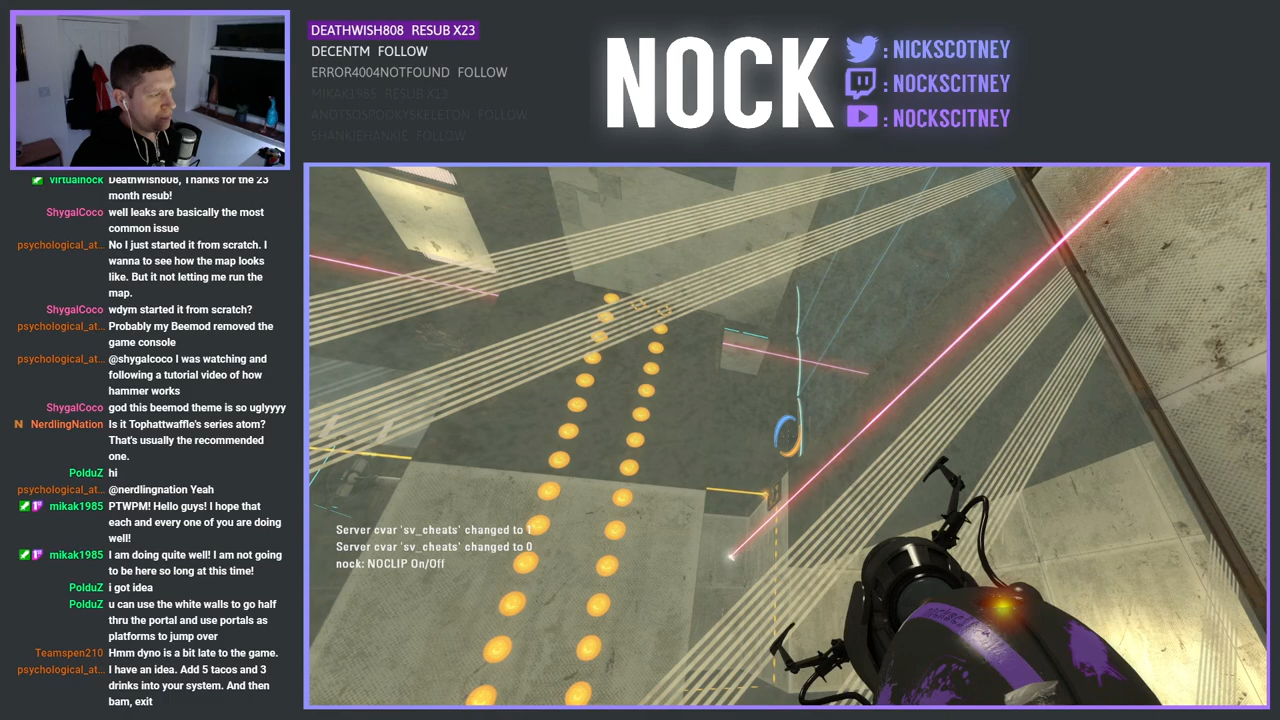 DEATHWISH808 RESUB X23
DECENTM FOLLOW
ERROR4004NOTFOUND FOLLOW
MIKAK1985 RESUB X13
ANOTSOSPOOKYSKELETON FOLLOW
SHANKIEHANKIE FOLLOW
NOCK
: NICKSCOTNEY
: NOCKSCITNEY
: NOCKSCITNEY
virtualnock Deathwish808, Thanks for the 23
month resub!
ShygalCoco well leaks are basically the most
common issue
psychological_at... No I just started it from scratch. I
wanna to see how the map looks
like. But it not letting me run the
map.
ShygalCoco wdym started it from scratch?
psychological_at... Probably my Beemod removed the
game console
psychological_at... @shygalcoco I was watching and
following a tutorial video of how
hammer works
ShygalCoco god this beemod theme is so uglyyyy
N NerdlingNation Is it Tophattwaffle's series atom?
That's usually the recommended
one.
PolduZ hi
psychological_at... @nerdlingnation Yeah
mikak1985 PTWPM! Hello guys! I hope that
each and every one of you are doing
well!
mikak1985 I am doing quite well! I am not going
to be here so long at this time!
PolduZ i got idea
PolduZ u can use the white walls to go half
thru the portal and use portals as
platforms to jump over
Teamspen210 Hmm dyno is a bit late to the game.
psychological_at... I have an idea. Add 5 tacos and 3
drinks into your system. And then
bam, exit
Server cvar 'sv_cheats' changed to 1
Server cvar 'sv_cheats' changed to 0
nock: NOCLIP On/Off